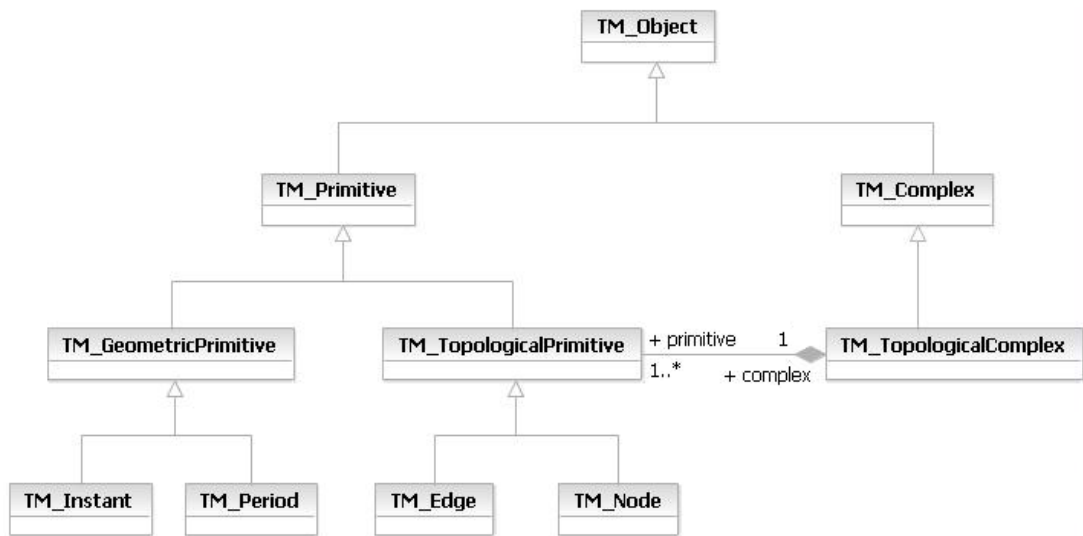 TM_Object
TM_Primitive
TM_Complex
TM_GeometricPrimitive
TM_TopologicalPrimitive
+ primitive
1
1..*
+ complex
TM_TopologicalComplex
TM_Instant
TM_Period
TM_Edge
TM_Node